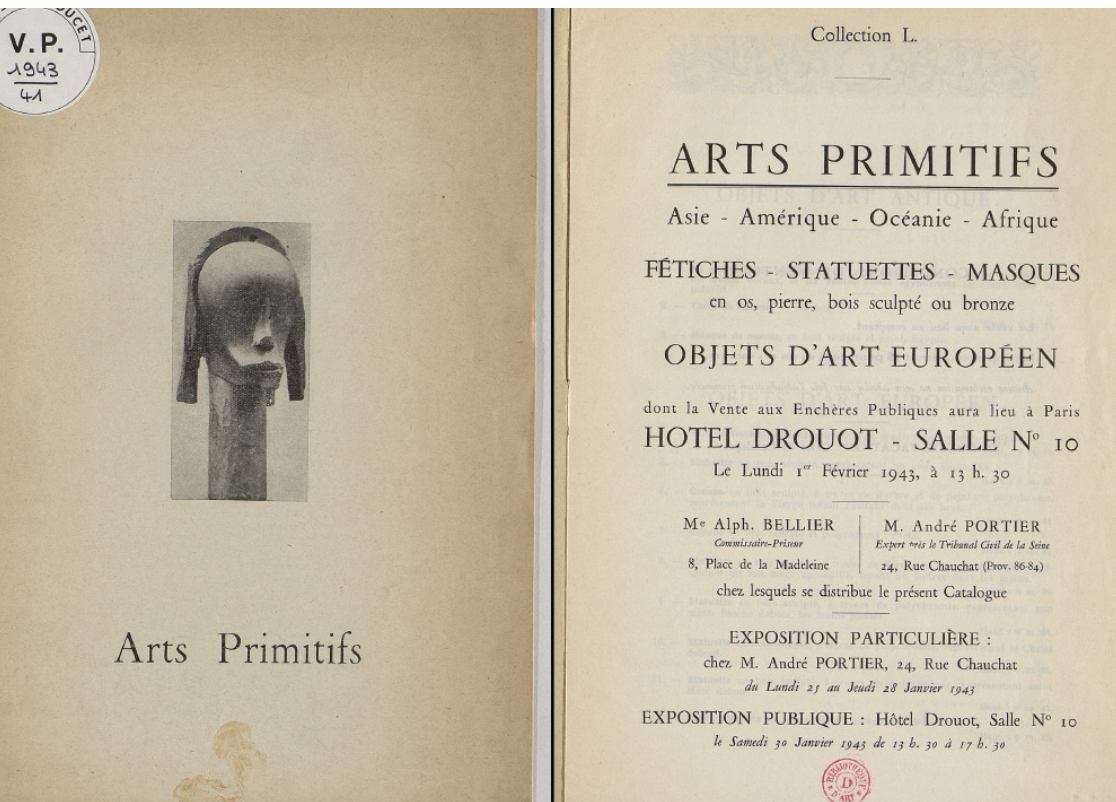 DOUCET
V.P.
1943
41
Arts Primitifs
Collection L.
ARTS PRIMITIFS
Asie - Amérique - Océanie - Afrique
FÉTICHES - STATUETTES - MASQUES
en os, pierre, bois sculpté ou bronze
OBJETS D'ART EUROPÉEN
dont la Vente aux Enchères Publiques aura lieu à Paris
HOTEL DROUOT - SALLE Nº 10
Le Lundi 1er Février 1943, à 13 h. 30
Me Alph. BELLIER
Commissaire-Priseur
8, Place de la Madeleine
M. André PORTIER
Expert près le Tribunal Civil de la Seine
24, Rue Chauchat (Prov. 86-84)
chez lesquels se distribue le présent Catalogue
EXPOSITION PARTICULIÈRE :
chez M. André PORTIER, 24, Rue Chauchat
du Lundi 25 au Jeudi 28 Janvier 1943
EXPOSITION PUBLIQUE : Hôtel Drouot, Salle Nº 10
le Samedi 30 Janvier 1943 de 13 h. 30 à 17 h. 30
BIBLIOTHÈQUE
D
D'ART